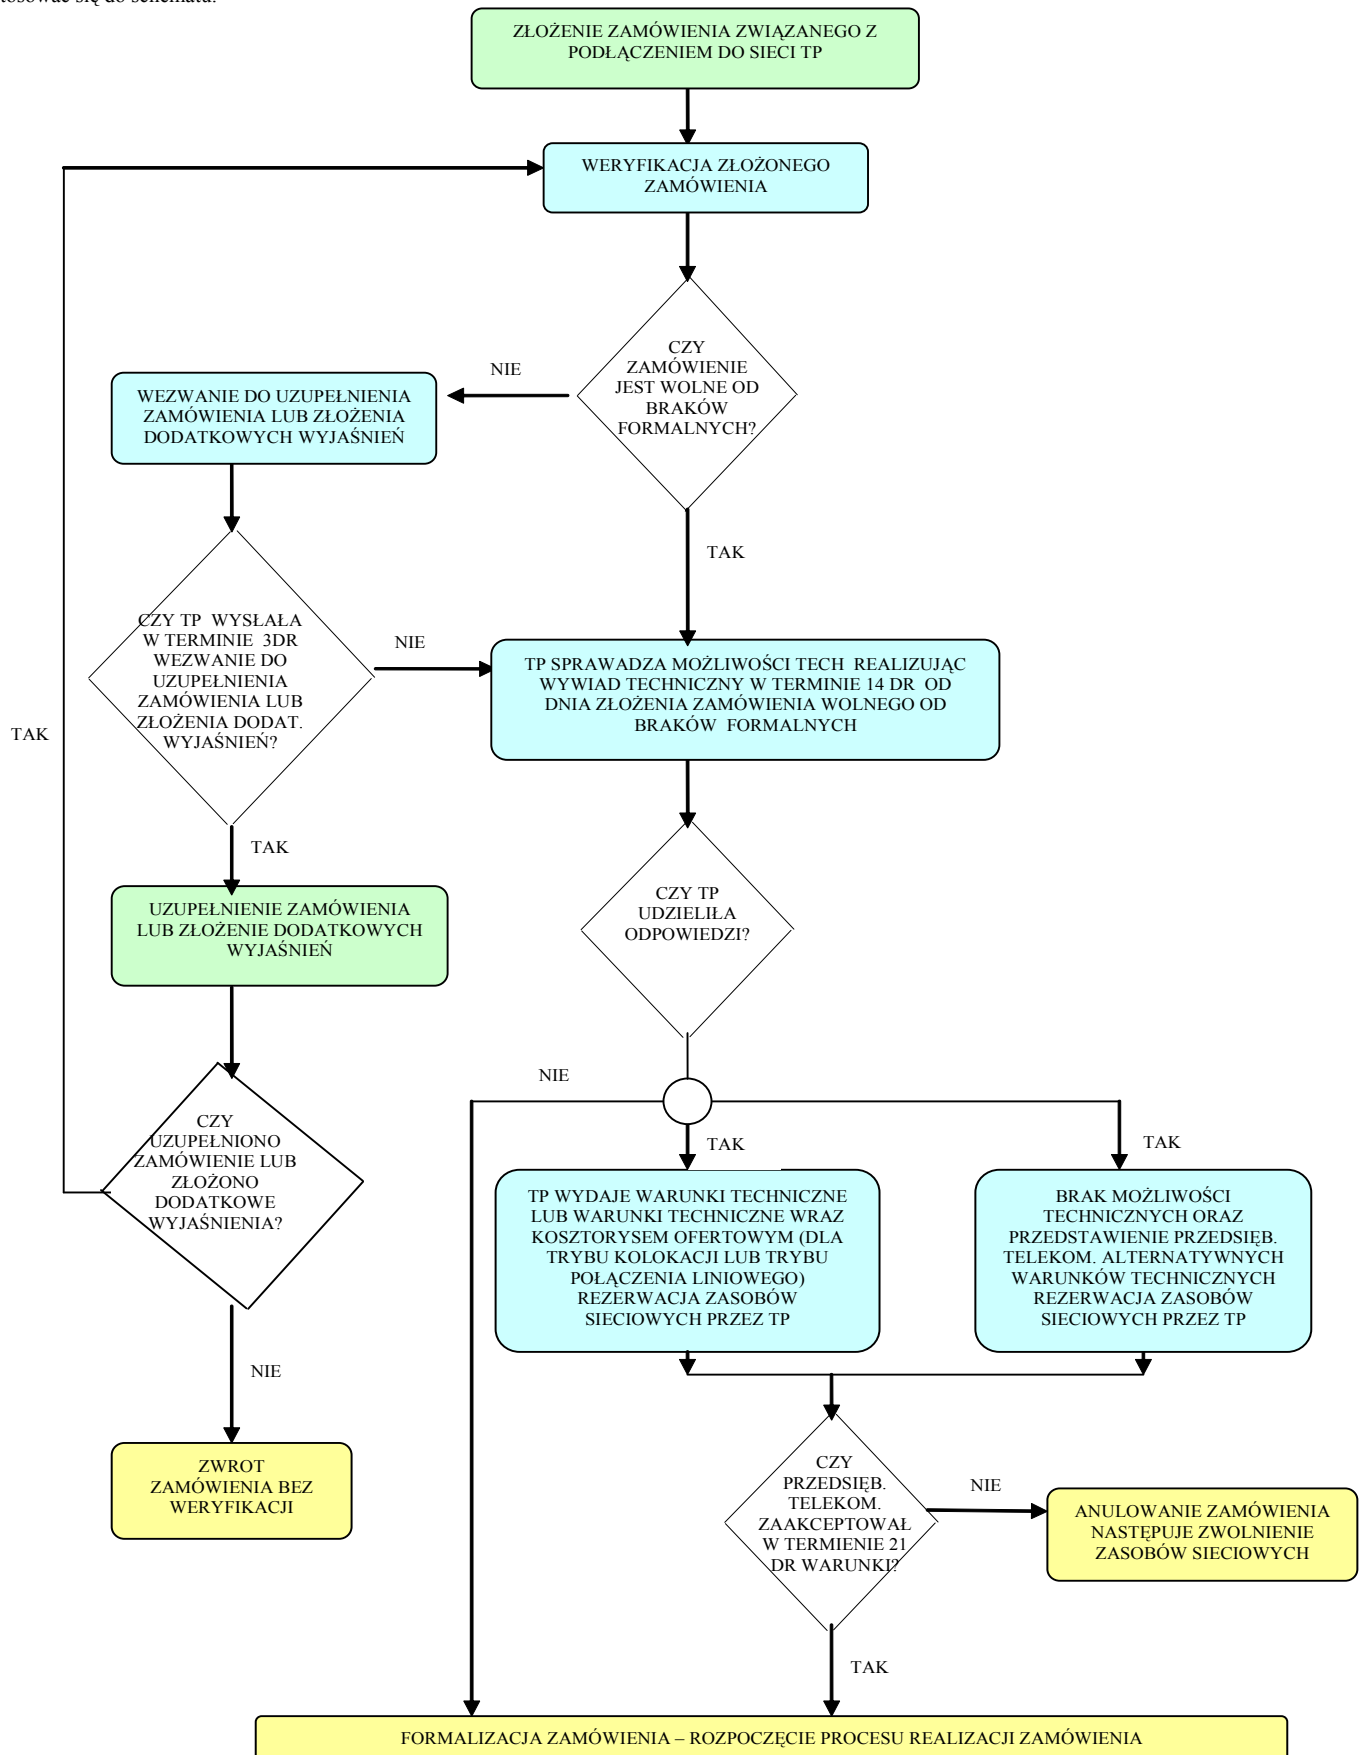 stosować się do schematu.
ZŁOŻENIE ZAMÓWIENIA ZWIĄZANEGO Z
PODŁĄCZENIEM DO SIECI TP
WERYFIKACJA ZŁOŻONEGO
ZAMÓWIENIA
CZY
ZAMÓWIENIE
JEST WOLNE OD
BRAKÓW
FORMALNYCH?
NIE
WEZWANIE DO UZUPEŁNIENIA
ZAMÓWIENIA LUB ZŁOŻENIA
DODATKOWYCH WYJAŚNIEŃ
TAK
CZY TP WYSŁAŁA
W TERMINIE 3DR
WEZWANIE DO
UZUPEŁNIENIA
ZAMÓWIENIA LUB
ZŁOŻENIA DODAT.
WYJAŚNIEŃ?
NIE
TP SPRAWADZA MOŻLIWOŚCI TECH REALIZUJĄC
WYWIAD TECHNICZNY W TERMINIE 14 DR OD
DNIA ZŁOŻENIA ZAMÓWIENIA WOLNEGO OD
BRAKÓW FORMALNYCH
TAK
TAK
UZUPEŁNIENIE ZAMÓWIENIA
LUB ZŁOŻENIE DODATKOWYCH
WYJAŚNIEŃ
CZY TP
UDZIELIŁA
ODPOWIEDZI?
NIE
TAK
TAK
CZY
UZUPEŁNIONO
ZAMÓWIENIE LUB
ZŁOŻONO
DODATKOWE
WYJAŚNIENIA?
TP WYDAJE WARUNKI TECHNICZNE
LUB WARUNKI TECHNICZNE WRAZ
KOSZTORYSEM OFERTOWYM (DLA
TRYBU KOLOKACJI LUB TRYBU
POŁĄCZENIA LINIOWEGO)
REZERWACJA ZASOBÓW
SIECIOWYCH PRZEZ TP
BRAK MOŻLIWOŚCI
TECHNICZNYCH ORAZ
PRZEDSTAWIENIE PRZEDSIĘB.
TELEKOM. ALTERNATYWNYCH
WARUNKÓW TECHNICZNYCH
REZERWACJA ZASOBÓW
SIECIOWYCH PRZEZ TP
NIE
ZWROT
ZAMÓWIENIA BEZ
WERYFIKACJI
CZY
PRZEDSIĘB.
TELEKOM.
ZAAKCEPTOWAŁ
W TERMIENIE 21
DR WARUNKI?
NIE
ANULOWANIE ZAMÓWIENIA
NASTĘPUJE ZWOLNIENIE
ZASOBÓW SIECIOWYCH
TAK
FORMALIZACJA ZAMÓWIENIA – ROZPOCZĘCIE PROCESU REALIZACJI ZAMÓWIENIA